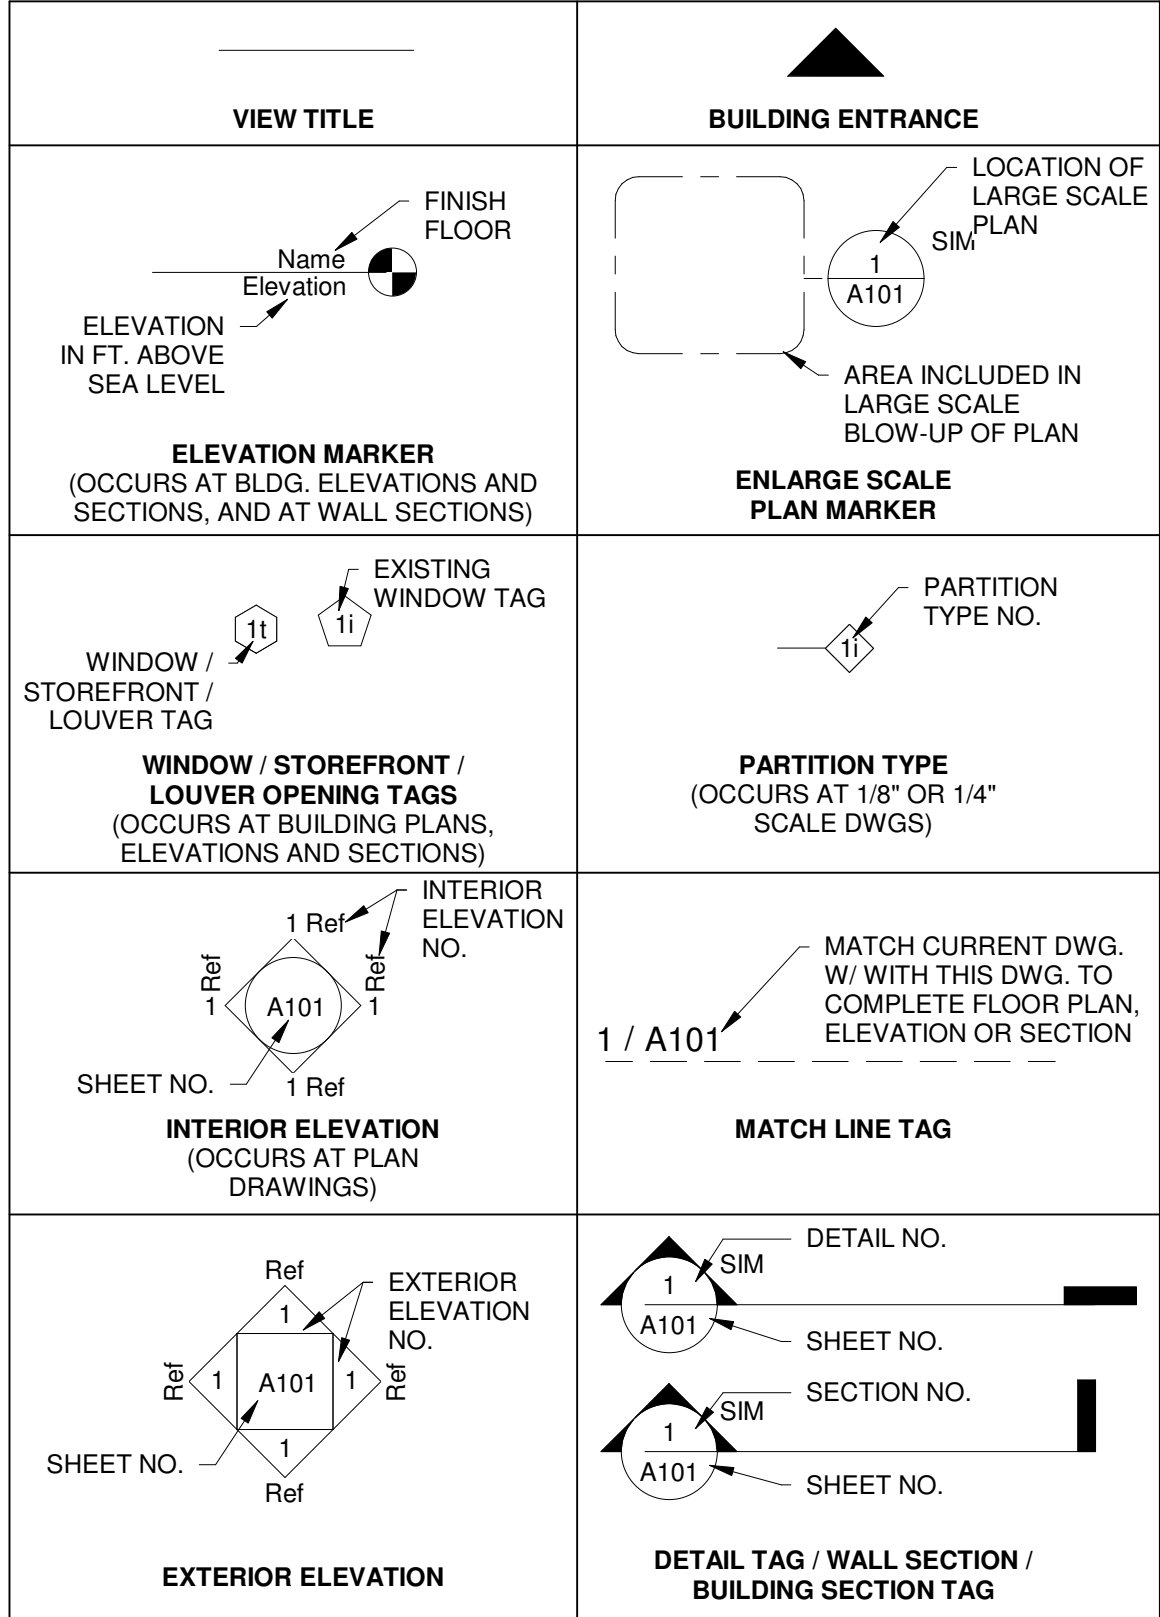 VIEW TITLE
BUILDING ENTRANCE
FINISH
FLOOR
Name
Elevation
ELEVATION
IN FT. ABOVE
SEA LEVEL
ELEVATION MARKER
(OCCURS AT BLDG. ELEVATIONS AND
SECTIONS, AND AT WALL SECTIONS)
LOCATION OF
LARGE SCALE
PLAN
SIM
1
A101
AREA INCLUDED IN
LARGE SCALE
BLOW-UP OF PLAN
ENLARGE SCALE
PLAN MARKER
EXISTING
WINDOW TAG
1t
1i
WINDOW /
STOREFRONT /
LOUVER TAG
WINDOW / STOREFRONT /
LOUVER OPENING TAGS
(OCCURS AT BUILDING PLANS,
ELEVATIONS AND SECTIONS)
PARTITION
TYPE NO.
1i
PARTITION TYPE
(OCCURS AT 1/8" OR 1/4"
SCALE DWGS)
INTERIOR
ELEVATION
NO.
1 Ref
Ref
1
A101
Ref
1
1 Ref
SHEET NO.
INTERIOR ELEVATION
(OCCURS AT PLAN
DRAWINGS)
MATCH CURRENT DWG.
W/ WITH THIS DWG. TO
COMPLETE FLOOR PLAN,
ELEVATION OR SECTION
1 / A101
MATCH LINE TAG
Ref
1
EXTERIOR
ELEVATION
NO.
Ref
1
A101
1
Ref
1
Ref
SHEET NO.
EXTERIOR ELEVATION
DETAIL NO.
SIM
1
A101
SHEET NO.
SECTION NO.
SIM
1
A101
SHEET NO.
DETAIL TAG / WALL SECTION /
BUILDING SECTION TAG